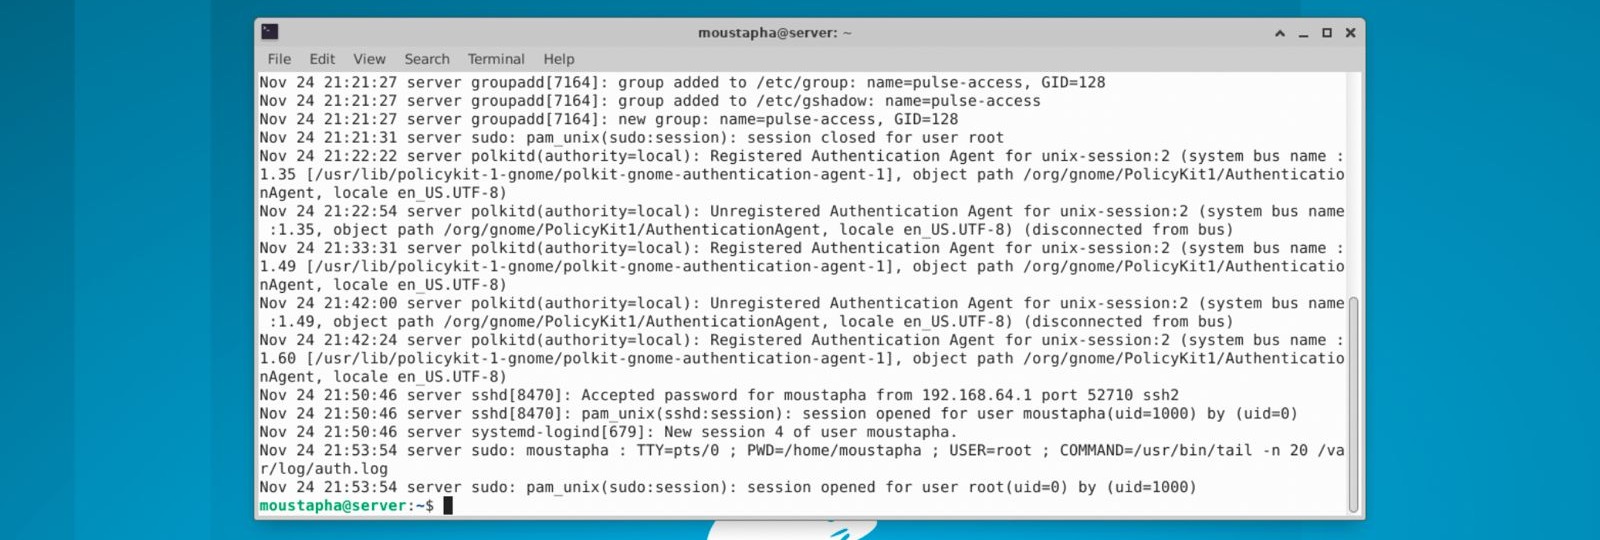 moustapha@server: ~
File Edit View Search Terminal Help
Nov 24 21:21:27 server groupadd[7164]: group added to /etc/group: name=pulse-access, GID=128
Nov 24 21:21:27 server groupadd[7164]: group added to /etc/gshadow: name=pulse-access
Nov 24 21:21:27 server groupadd[7164]: new group: name=pulse-access, GID=128
Nov 24 21:21:31 server sudo: pam_unix(sudo:session): session closed for user root
Nov 24 21:22:22 server polkitd(authority=local): Registered Authentication Agent for unix-session:2 (system bus name :
1.35 [/usr/lib/policykit-1-gnome/polkit-gnome-authentication-agent-1], object path /org/gnome/PolicyKit1/Authenticatio
nAgent, locale en_US.UTF-8)
Nov 24 21:22:54 server polkitd(authority=local): Unregistered Authentication Agent for unix-session:2 (system bus name
 :1.35, object path /org/gnome/PolicyKit1/AuthenticationAgent, locale en_US.UTF-8) (disconnected from bus)
Nov 24 21:33:31 server polkitd(authority=local): Registered Authentication Agent for unix-session:2 (system bus name :
1.49 [/usr/lib/policykit-1-gnome/polkit-gnome-authentication-agent-1], object path /org/gnome/PolicyKit1/Authenticatio
nAgent, locale en_US.UTF-8)
Nov 24 21:42:00 server polkitd(authority=local): Unregistered Authentication Agent for unix-session:2 (system bus name
 :1.49, object path /org/gnome/PolicyKit1/AuthenticationAgent, locale en_US.UTF-8) (disconnected from bus)
Nov 24 21:42:24 server polkitd(authority=local): Registered Authentication Agent for unix-session:2 (system bus name :
1.60 [/usr/lib/policykit-1-gnome/polkit-gnome-authentication-agent-1], object path /org/gnome/PolicyKit1/Authenticatio
nAgent, locale en_US.UTF-8)
Nov 24 21:50:46 server sshd[8470]: Accepted password for moustapha from 192.168.64.1 port 52710 ssh2
Nov 24 21:50:46 server sshd[8470]: pam_unix(sshd:session): session opened for user moustapha(uid=1000) by (uid=0)
Nov 24 21:50:46 server systemd-logind[679]: New session 4 of user moustapha.
Nov 24 21:53:54 server sudo: moustapha : TTY=pts/0 ; PWD=/home/moustapha ; USER=root ; COMMAND=/usr/bin/tail -n 20 /va
r/log/auth.log
Nov 24 21:53:54 server sudo: pam_unix(sudo:session): session opened for user root(uid=0) by (uid=1000)
moustapha@server:~$